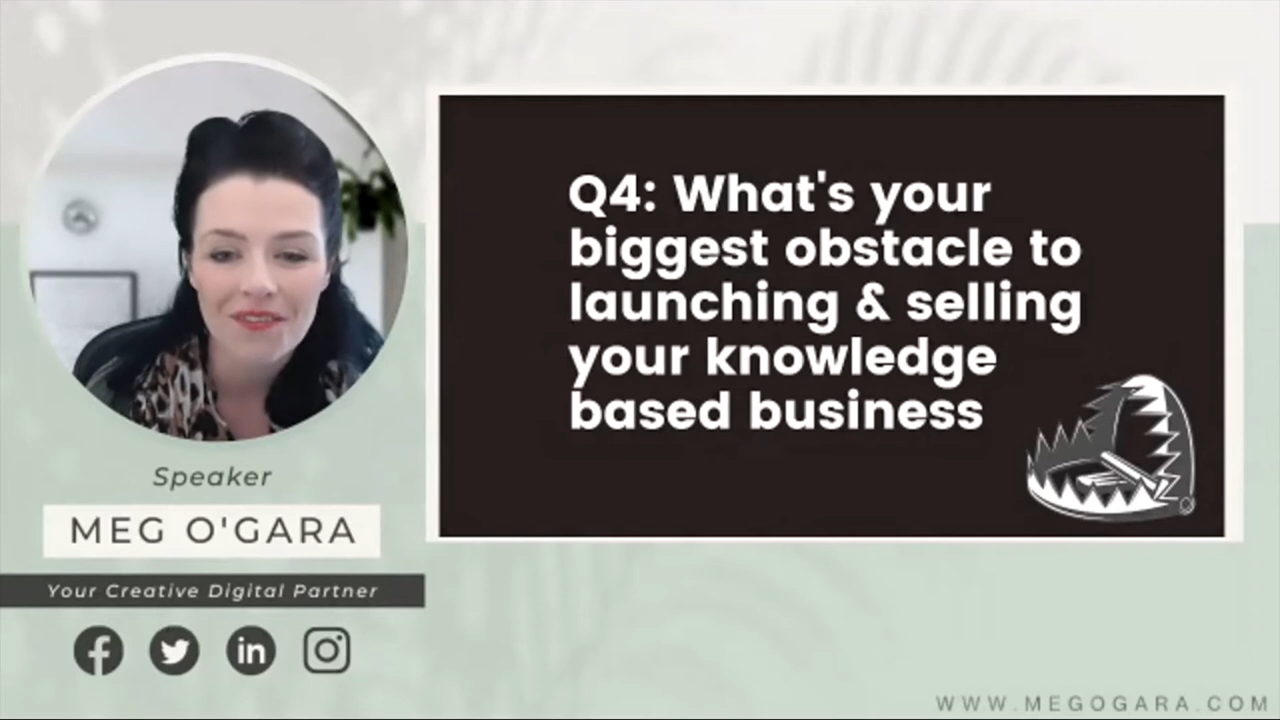 Q4: What's your
biggest obstacle to
launching & selling
your knowledge
based business
Speaker
MEG O'GARA
Your Creative Digital Partner
in
WWW.MEGOGARA.COM